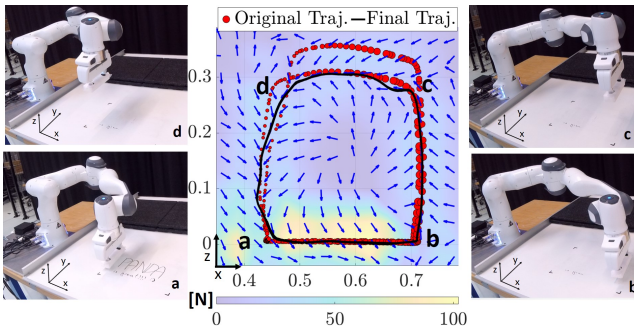 Original Traj. Final Traj.
z
y
x
d
z
y
x
a
0.3
0.2
0.1
0
z
x
0.4 0.5 0.6 0.7
d
c
a
b
[N]
0 50 100
z
y
x
c
z
y
x
b
PANDA